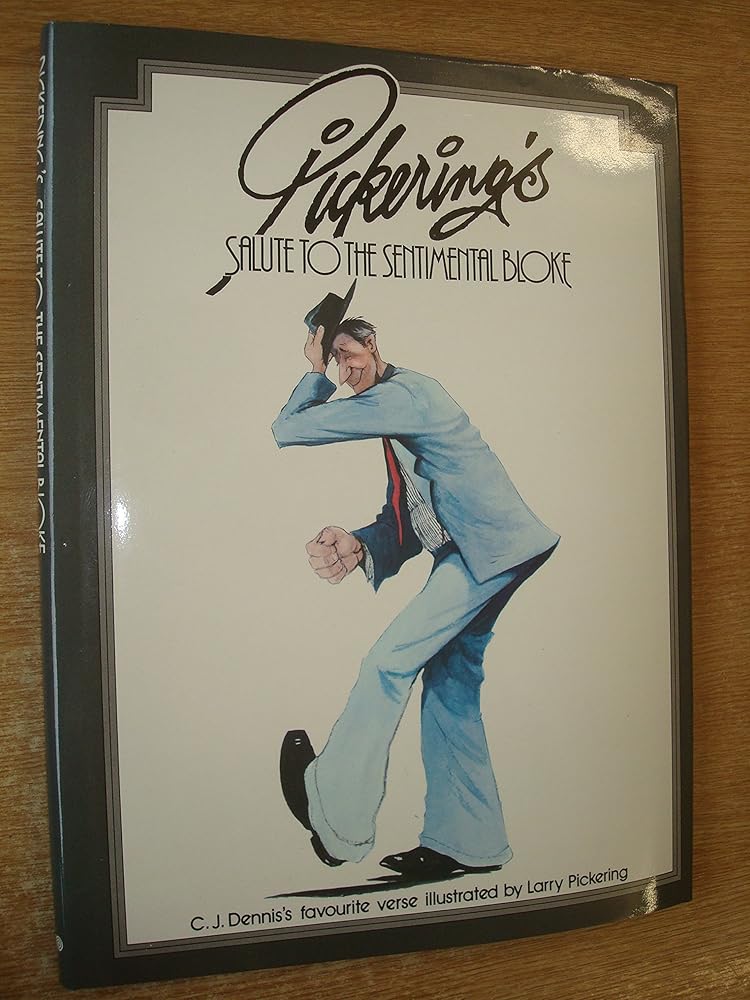 Pickering's
SALUTE TO THE SENTIMENTAL BLOKE
C.J. Dennis's favourite verse illustrated by Larry Pickering
PICKERING'S SALUTE TO THE SENTIMENTAL BLOKE